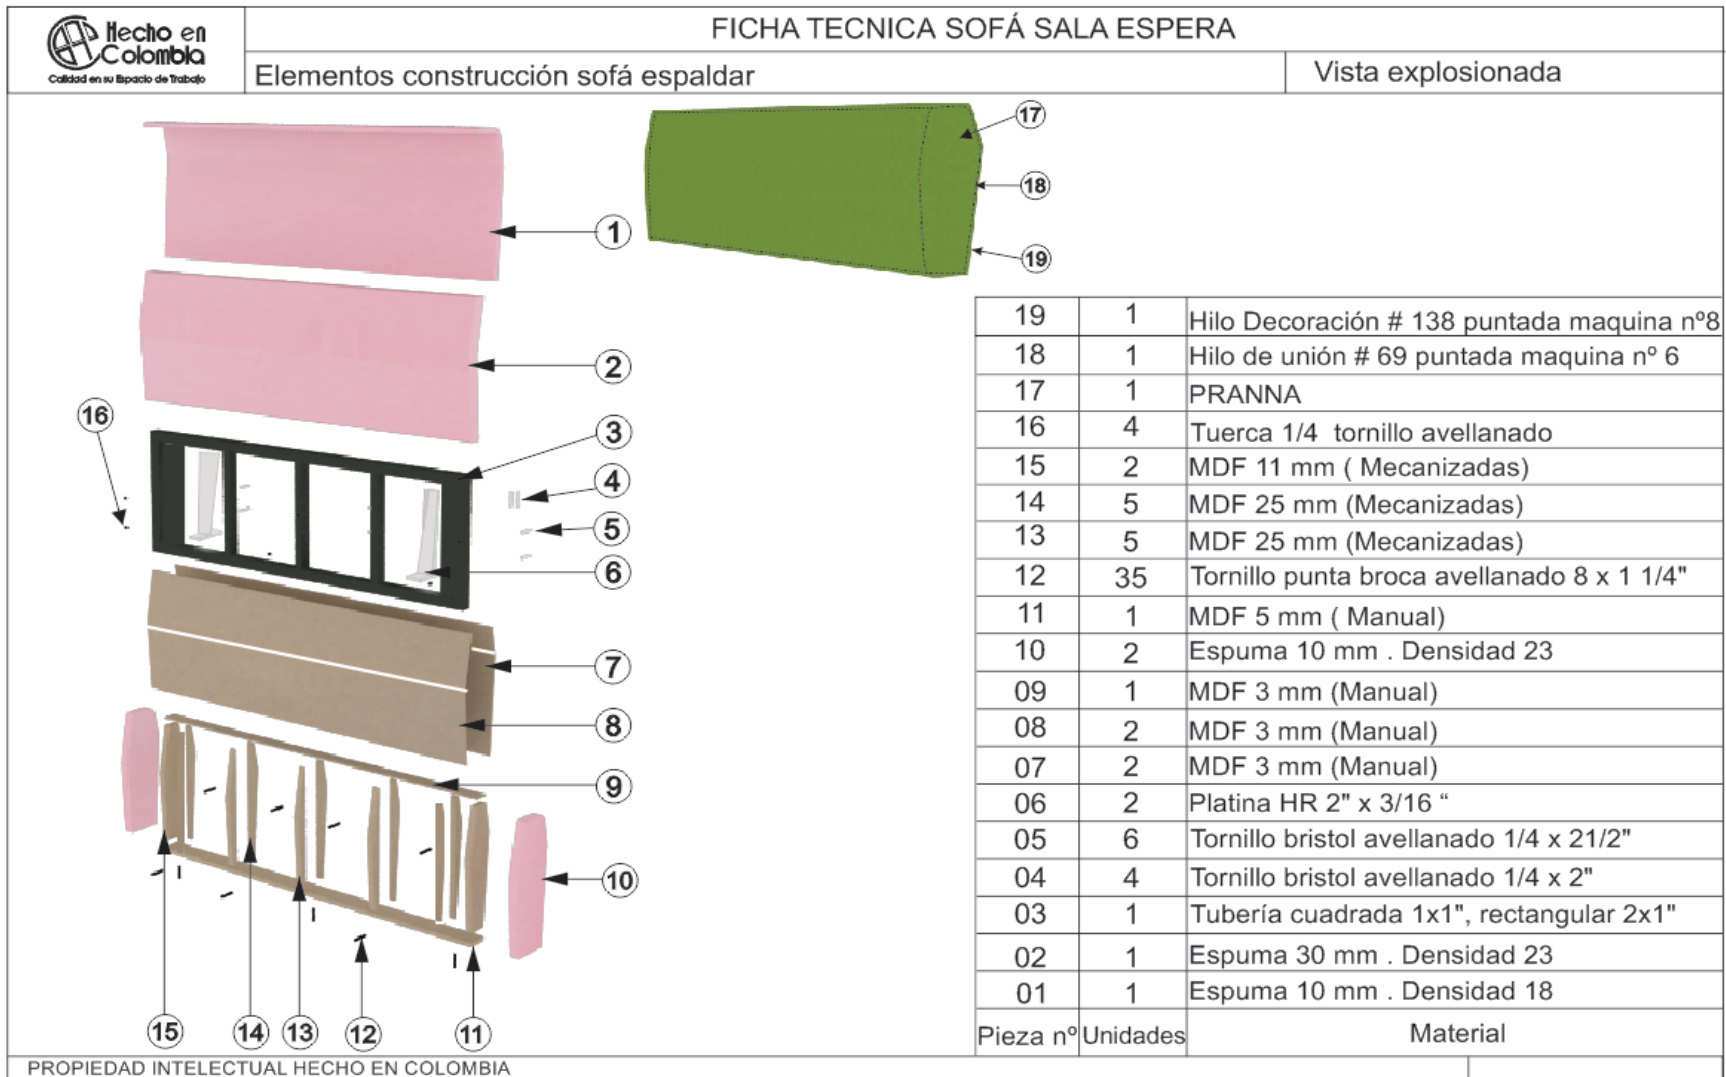 Hecho en
Colombia
Calidad en su Espacio de Trabajo
FICHA TECNICA SOFÁ SALA ESPERA
Elementos construcción sofá espaldar
Vista explosionada
17
18
19
1
2
16
3
4
5
6
7
8
9
10
15
14
13
12
11
19 1 Hilo Decoración # 138 puntada maquina nº8
18 1 Hilo de unión # 69 puntada maquina nº 6
17 1 PRANNA
16 4 Tuerca 1/4 tornillo avellanado
15 2 MDF 11 mm ( Mecanizadas)
14 5 MDF 25 mm (Mecanizadas)
13 5 MDF 25 mm (Mecanizadas)
12 35 Tornillo punta broca avellanado 8 x 1 1/4"
11 1 MDF 5 mm ( Manual)
10 2 Espuma 10 mm . Densidad 23
09 1 MDF 3 mm (Manual)
08 2 MDF 3 mm (Manual)
07 2 MDF 3 mm (Manual)
06 2 Platina HR 2" x 3/16 “
05 6 Tornillo bristol avellanado 1/4 x 21/2"
04 4 Tornillo bristol avellanado 1/4 x 2"
03 1 Tubería cuadrada 1x1", rectangular 2x1"
02 1 Espuma 30 mm . Densidad 23
01 1 Espuma 10 mm . Densidad 18
Pieza nº Unidades Material
PROPIEDAD INTELECTUAL HECHO EN COLOMBIA